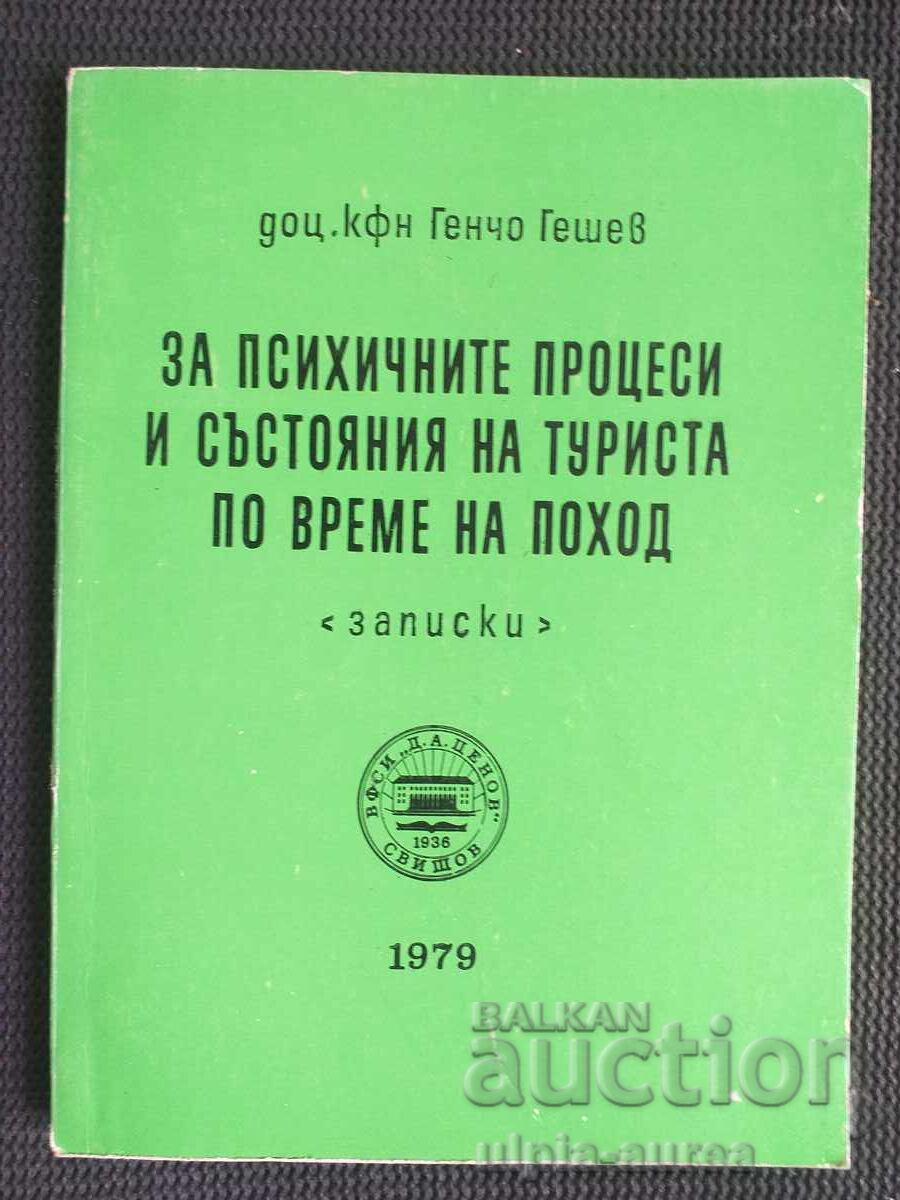 доц.кфн Генчо Гешев
ЗА ПСИХИЧНИТЕ ПРОЦЕСИ
И СЪСТОЯНИЯ НА ТУРИСТА
ПО ВРЕМЕ НА ПОХОД
<записки>
ВФСИ „Д.А.ЦЕНОВ"
1936
СВИЩОВ
1979
BALKAN
auction
ulpia-aurea